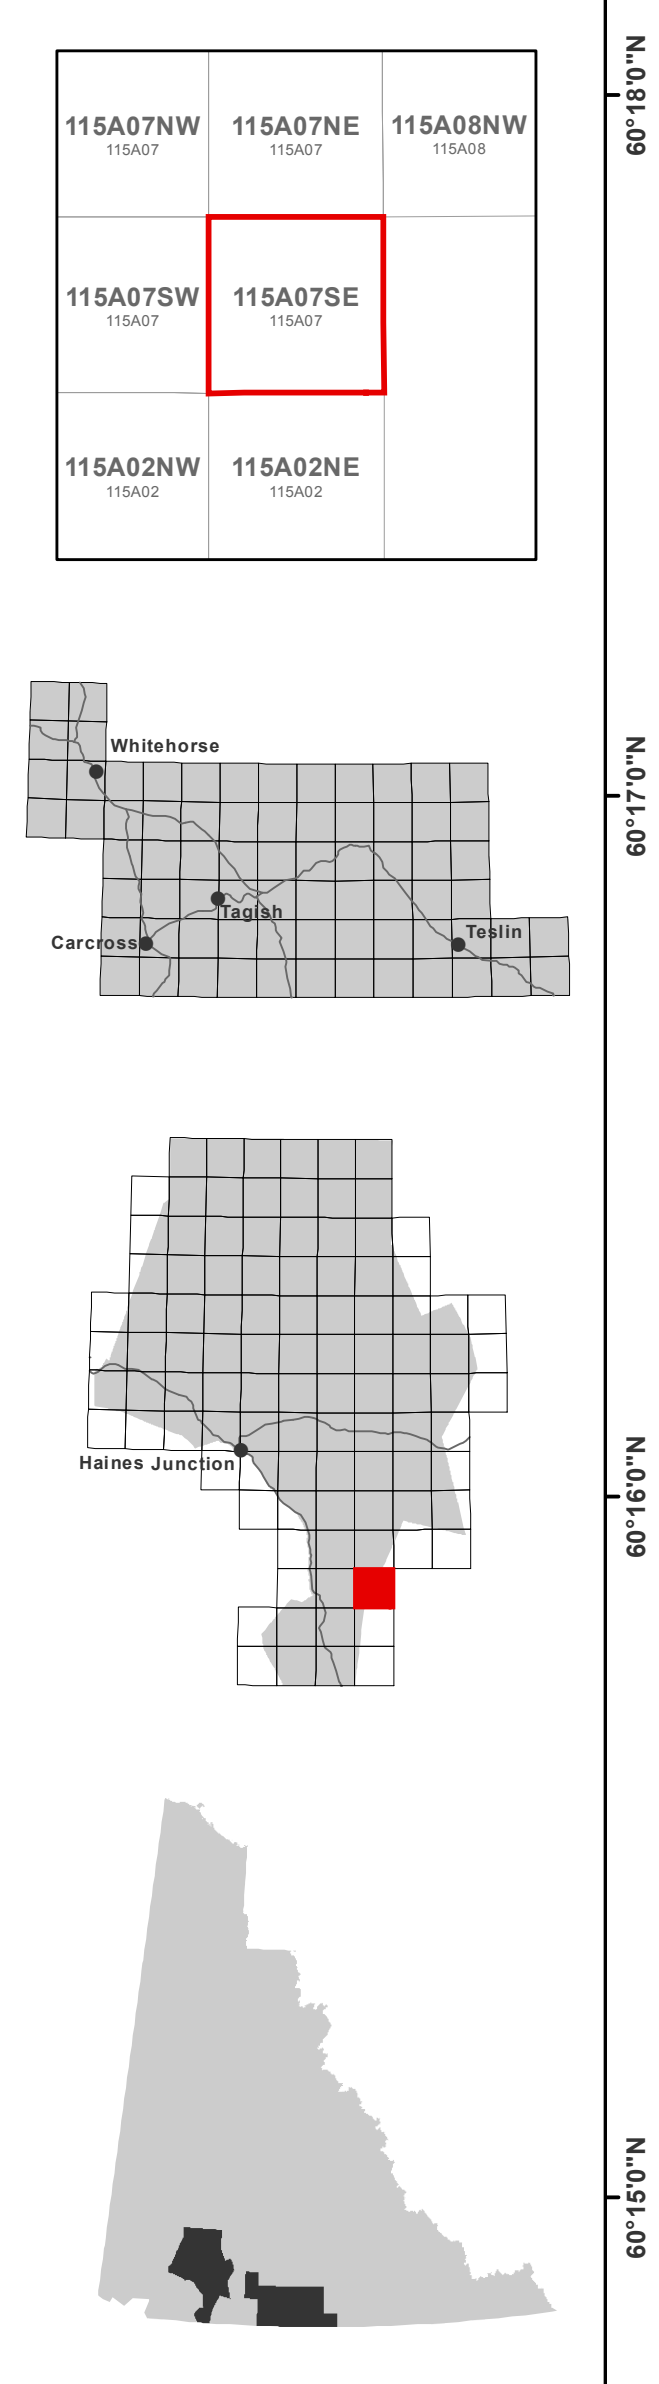 115A07NW
115A07
115A07NE
115A07
115A08NW
115A08
115A07SW
115A07
115A07SE
115A07
115A02NW
115A02
115A02NE
115A02
Whitehorse
Tagish
Carcross
Teslin
Haines Junction
60°18'0"N
60°17'0"N
60°16'0"N
60°15'0"N